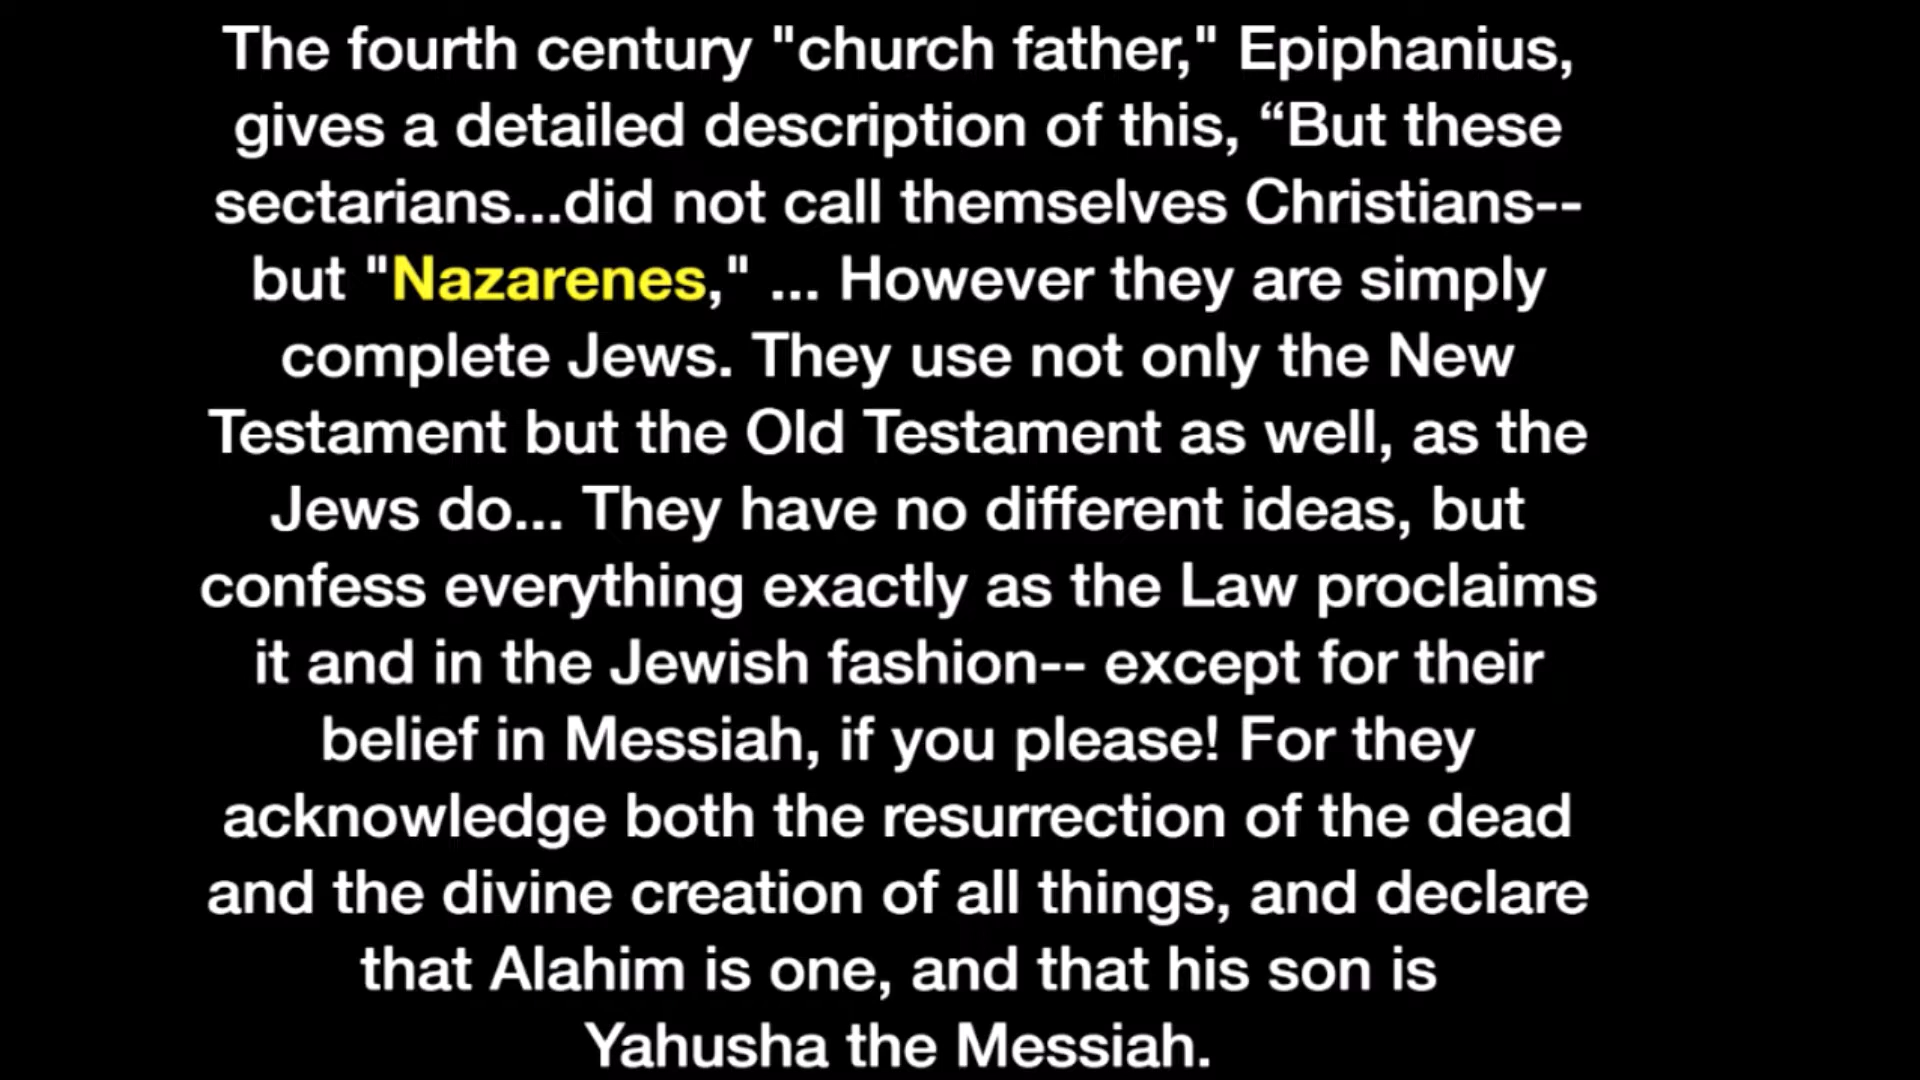 The fourth century "church father," Epiphanius,
gives a detailed description of this, “But these
sectarians...did not call themselves Christians--
but "Nazarenes," ... However they are simply
complete Jews. They use not only the New
Testament but the Old Testament as well, as the
Jews do... They have no different ideas, but
confess everything exactly as the Law proclaims
it and in the Jewish fashion-- except for their
belief in Messiah, if you please! For they
acknowledge both the resurrection of the dead
and the divine creation of all things, and declare
that Alahim is one, and that his son is
Yahusha the Messiah.